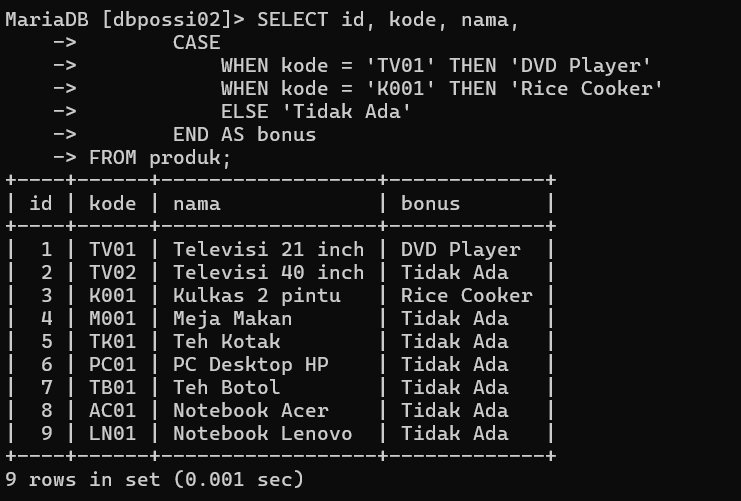 MariaDB [dbpossi02]> SELECT id, kode, nama,
    ->        CASE
    ->            WHEN kode = 'TV01' THEN 'DVD Player'
    ->            WHEN kode = 'K001' THEN 'Rice Cooker'
    ->            ELSE 'Tidak Ada'
    ->        END AS bonus
    -> FROM produk;
+----+------+------------------+-------------+
| id | kode | nama             | bonus       |
+----+------+------------------+-------------+
|  1 | TV01 | Televisi 21 inch | DVD Player  |
|  2 | TV02 | Televisi 40 inch | Tidak Ada   |
|  3 | K001 | Kulkas 2 pintu   | Rice Cooker |
|  4 | M001 | Meja Makan       | Tidak Ada   |
|  5 | TK01 | Teh Kotak        | Tidak Ada   |
|  6 | PC01 | PC Desktop HP    | Tidak Ada   |
|  7 | TB01 | Teh Botol        | Tidak Ada   |
|  8 | AC01 | Notebook Acer    | Tidak Ada   |
|  9 | LN01 | Notebook Lenovo  | Tidak Ada   |
+----+------+------------------+-------------+
9 rows in set (0.001 sec)